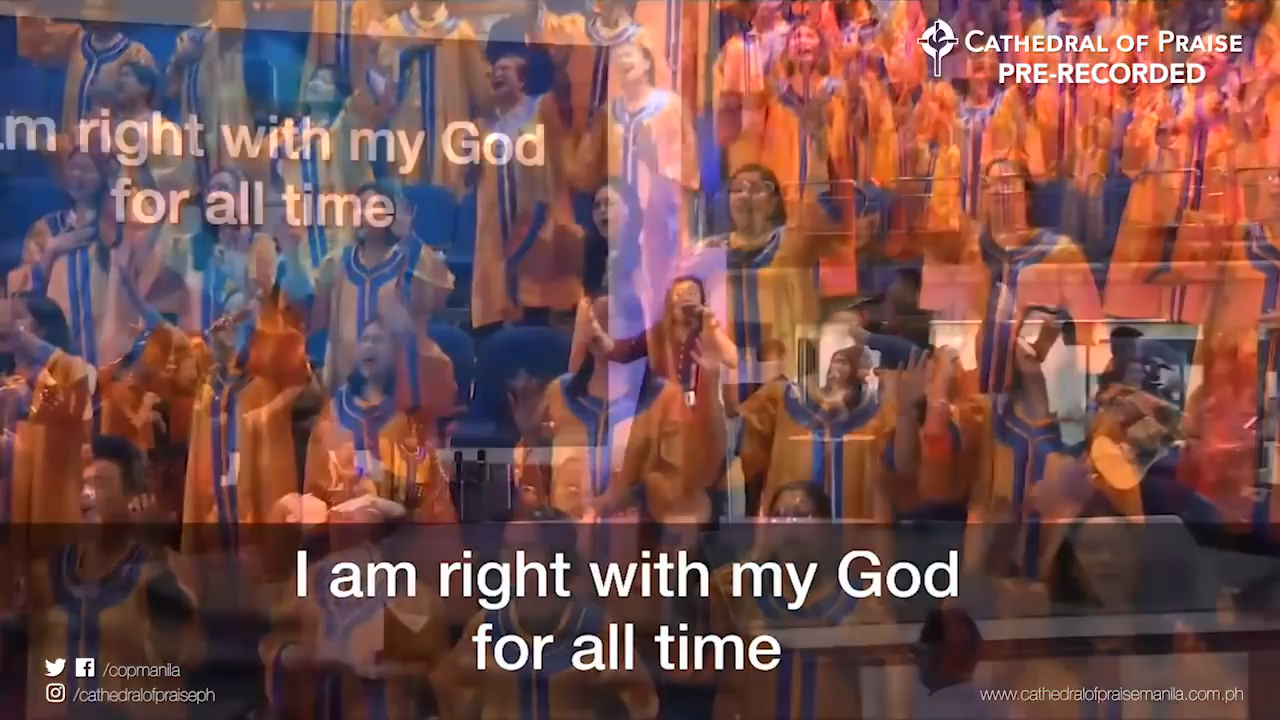 CATHEDRAL OF PRAISE
PRE-RECORDED
am right with my God
for all time
I am right with my God
for all time
/copmanila
/cathedralofpraiseph
www.cathedralofpraisemanila.com.ph